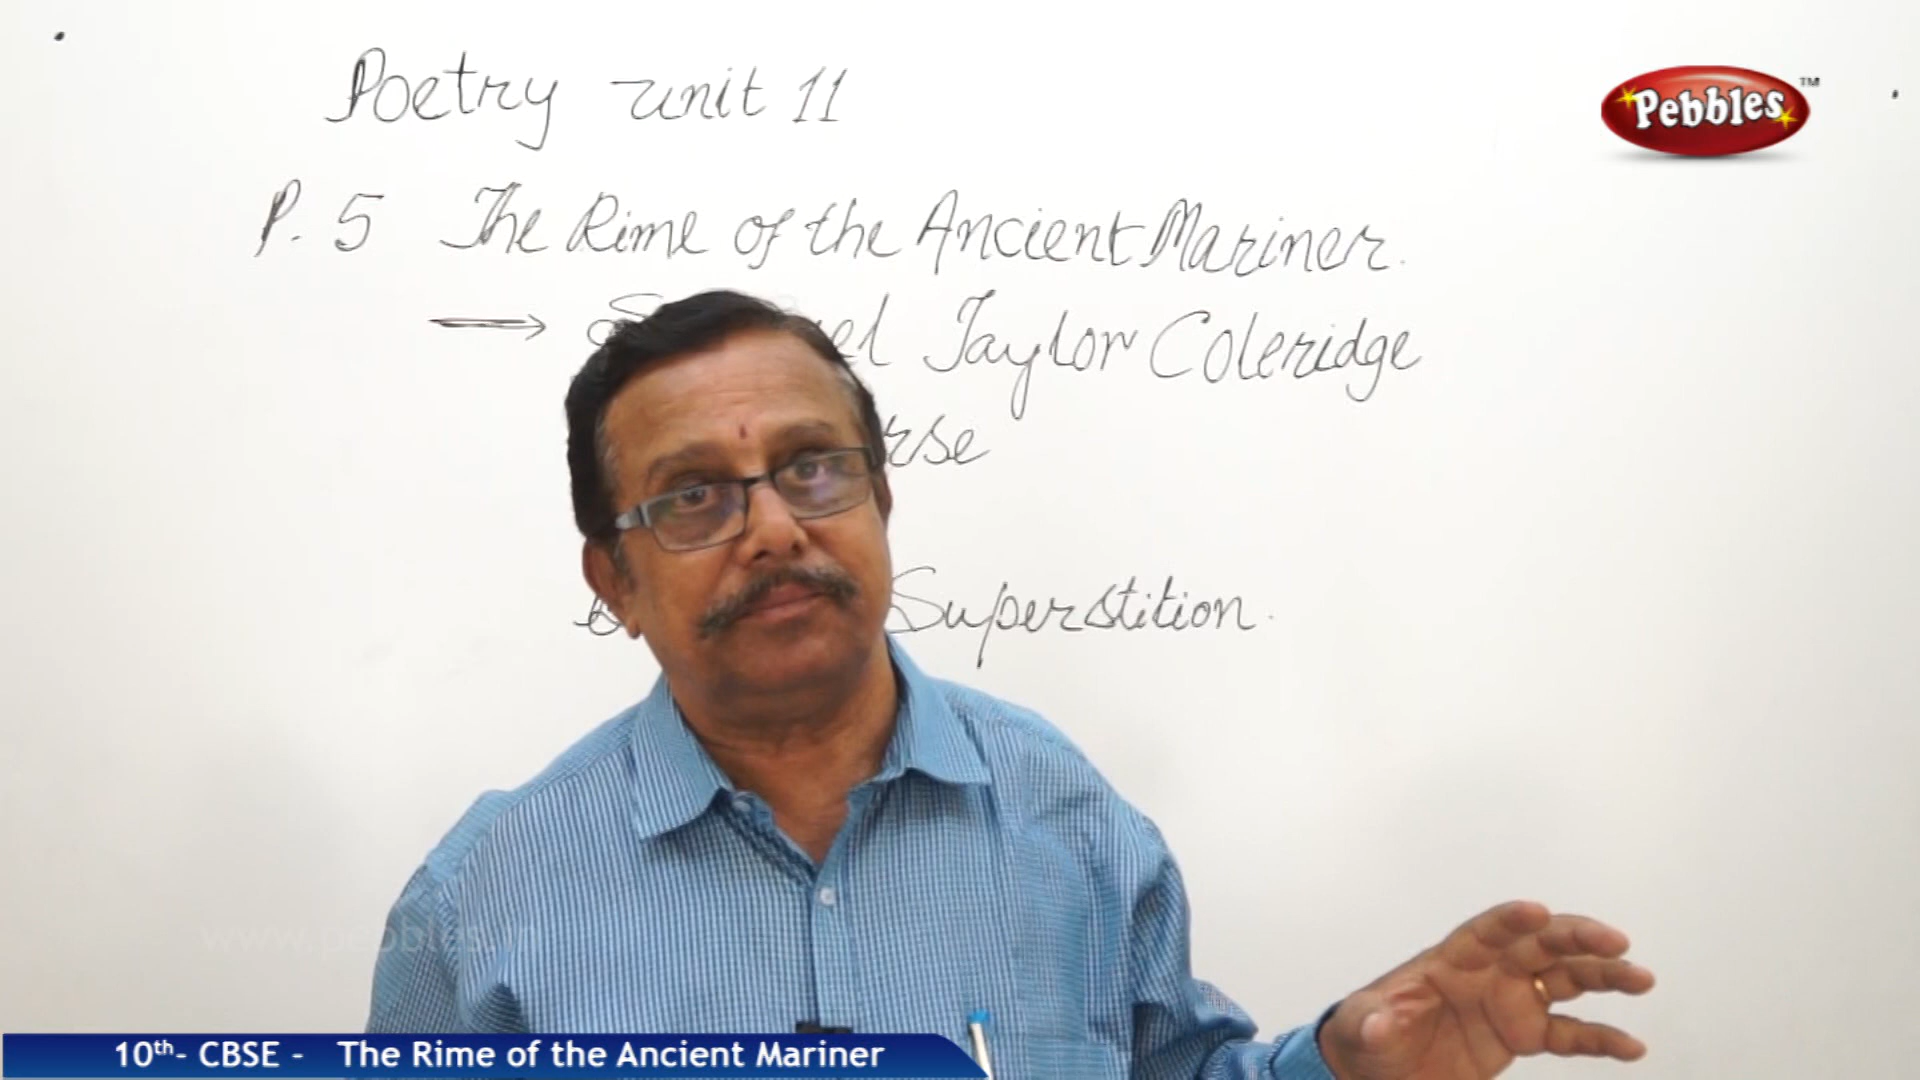 Poetry unit 11
Pebbles TM
P. 5 The Rime of the Ancient Mariner.
→ Taylor Coleridge
Superstition.
10th- CBSE - The Rime of the Ancient Mariner